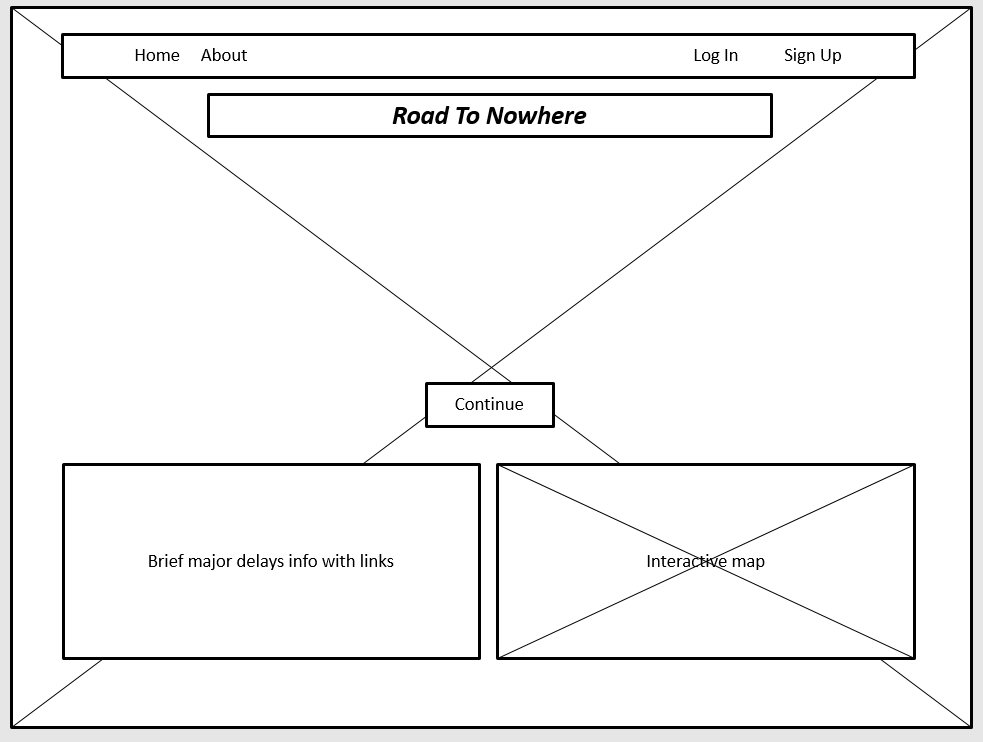 Home About Log In Sign Up
Road To Nowhere
Continue
Brief major delays info with links
Interactive map